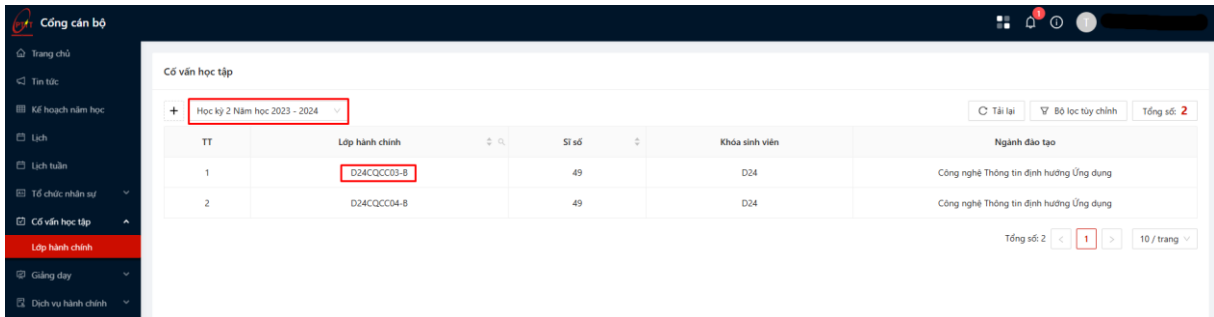 PTIT Cổng cán bộ
1
T
Trang chủ
Tin tức
Kế hoạch năm học
Lịch
Lịch tuần
Tổ chức nhân sự
Cố vấn học tập
Lớp hành chính
Giảng dạy
Dịch vụ hành chính
Cố vấn học tập
+ Học kỳ 2 Năm học 2023 - 2024 Tải lại Bộ lọc tùy chỉnh Tổng số: 2
TT Lớp hành chính Sĩ số Khóa sinh viên Ngành đào tạo
1 D24CQCC03-B 49 D24 Công nghệ Thông tin định hướng Ứng dụng
2 D24CQCC04-B 49 D24 Công nghệ Thông tin định hướng Ứng dụng
Tổng số: 2 < 1 > 10 / trang